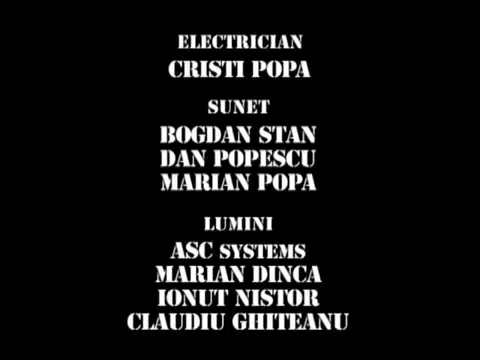 ELECTRICIAN
CRISTI POPA
SUNET
BOGDAN STAN
DAN POPESCU
MARIAN POPA
LUMINI
ASC SYSTEMS
MARIAN DINCA
IONUT NISTOR
CLAUDIU GHITEANU